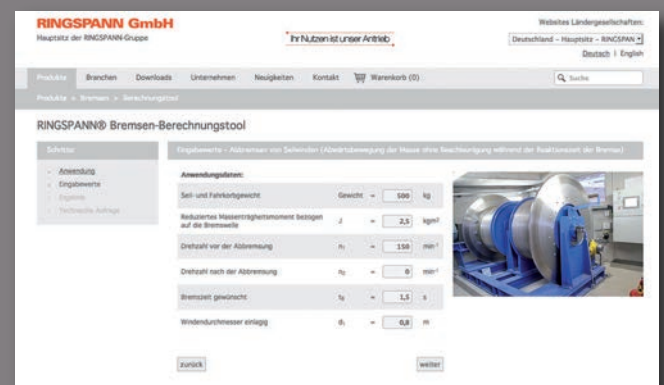 RINGSPANN GmbH
Hauptsitz der RINGSPANN-Gruppe
Ihr Nutzen ist unser Antrieb
Websites Ländergesellschaften:
Deutschland - Hauptsitz - RINGSPAN
Deutsch | English
Produkte Branchen Downloads Unternehmen Neuigkeiten Kontakt Warenkorb (0)
Suche
Produkte » Bremsen » Berechnungstool
RINGSPANN® Bremsen-Berechnungstool
Schritte
Anwendung
Eingabewerte
Ergebnis
Technische Anfrage
Eingabewerte - Abbremsen von Seilwinden (Abwärtsbewegung der Masse ohne Beschleunigung während der Reaktionszeit der Bremse)
Anwendungsdaten:
Seil- und Fahrkorbgewicht Gewicht = 500 kg
Reduziertes Massenträgheitsmoment bezogen
auf die Bremswelle J = 2,5 kgm²
Drehzahl vor der Abbremsung n₁ = 150 min⁻¹
Drehzahl nach der Abbremsung n₂ = 0 min⁻¹
Bremszeit gewünscht = 1,5 s
Windendurchmesser einlagig d₁ = 0,8 m
zurück weiter